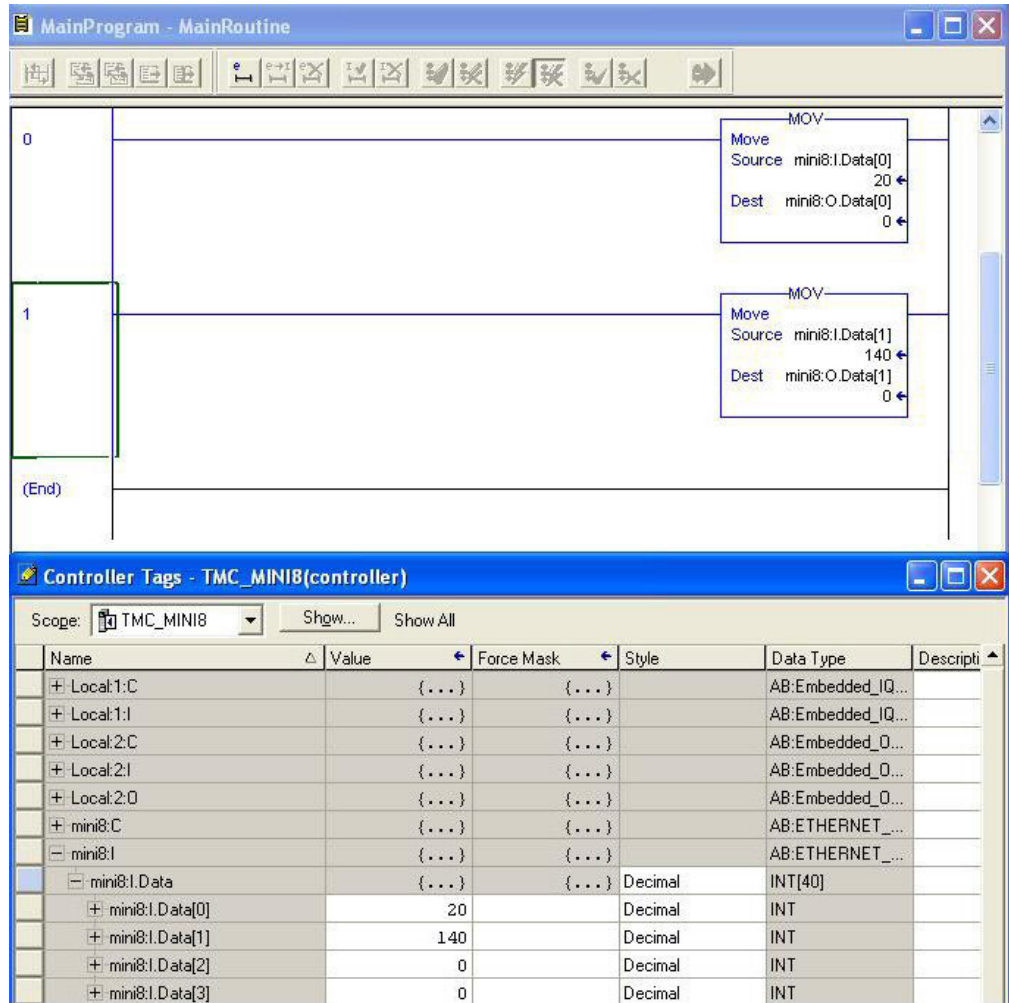 MainProgram - MainRoutine
0
MOV
Move
Source mini8:I.Data[0]
20
Dest mini8:O.Data[0]
0
1
MOV
Move
Source mini8:I.Data[1]
140
Dest mini8:O.Data[1]
0
(End)
Controller Tags - TMC_MINI8(controller)
Scope: TMC_MINI8 Show... Show All
Name Value Force Mask Style Data Type Descripti
Local:1:C {...} {...} AB:Embedded_IQ...
Local:1:I {...} {...} AB:Embedded_IQ...
Local:2:C {...} {...} AB:Embedded_O...
Local:2:I {...} {...} AB:Embedded_O...
Local:2:O {...} {...} AB:Embedded_O...
mini8:C {...} {...} AB:ETHERNET_...
mini8:I {...} {...} AB:ETHERNET_...
mini8:I.Data {...} {...} Decimal INT[40]
mini8:I.Data[0] 20 Decimal INT
mini8:I.Data[1] 140 Decimal INT
mini8:I.Data[2] 0 Decimal INT
mini8:I.Data[3] 0 Decimal INT